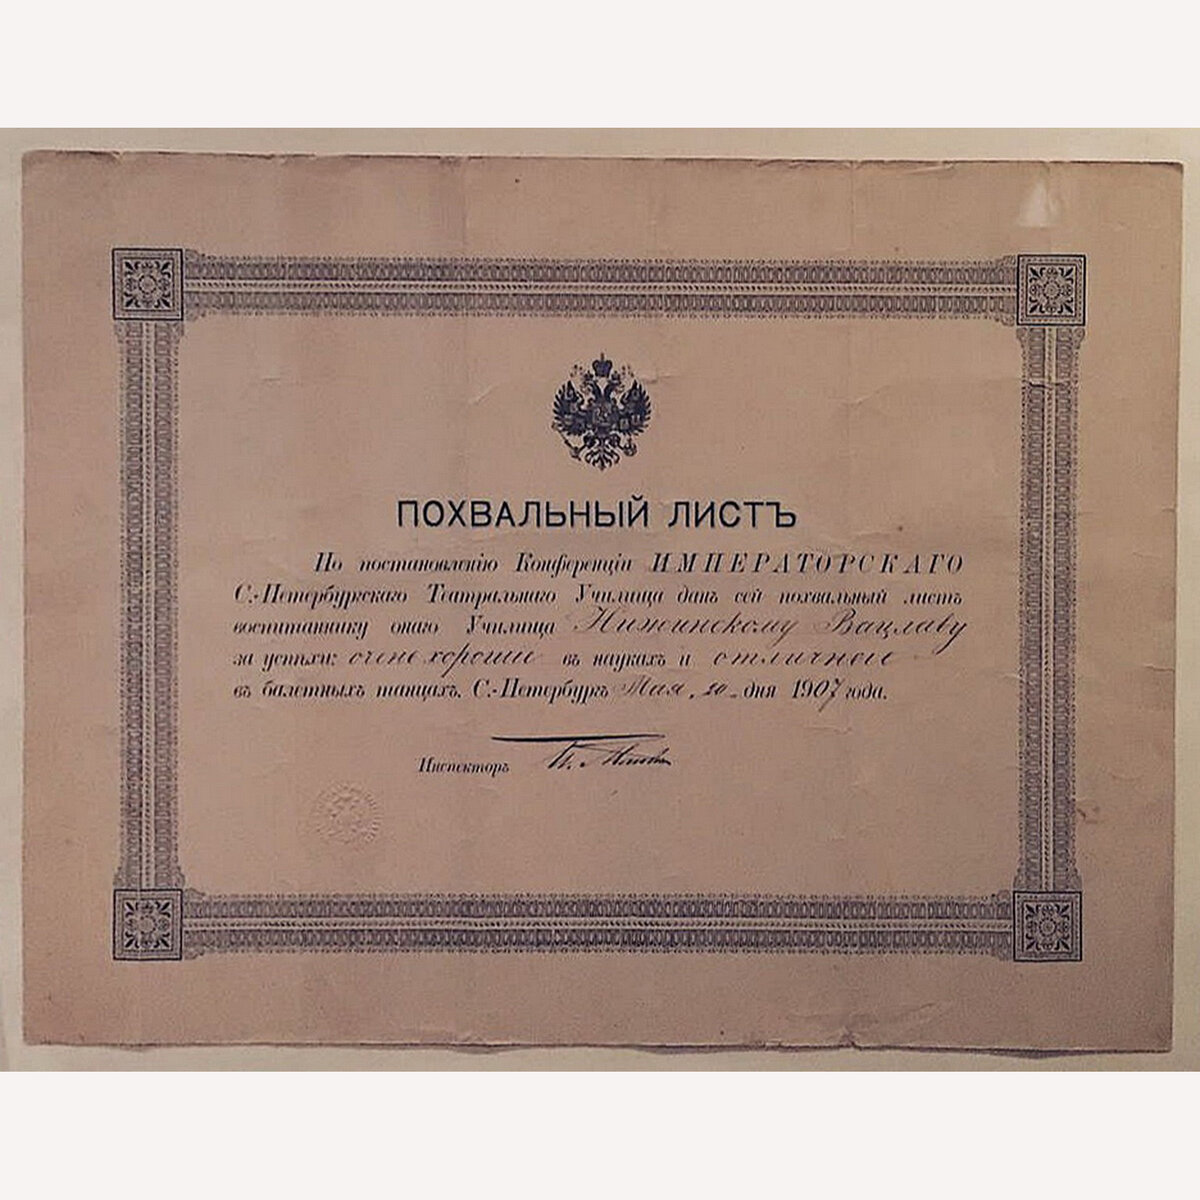 ПОХВАЛЬНЫЙ ЛИСТЪ
По постановленію Конференціи ИМПЕРАТОРСКАГО
С.-Петербургскаго Театральнаго Училища данъ сей похвальный листъ
воспитаннику онаго Училища Нижинскому Вацлаву
за успѣхи: очень хорошие въ наукахъ и отличные
въ балетныхъ танцахъ. С.-Петербургъ Мая, 20 дня 1907 года.
Инспекторъ